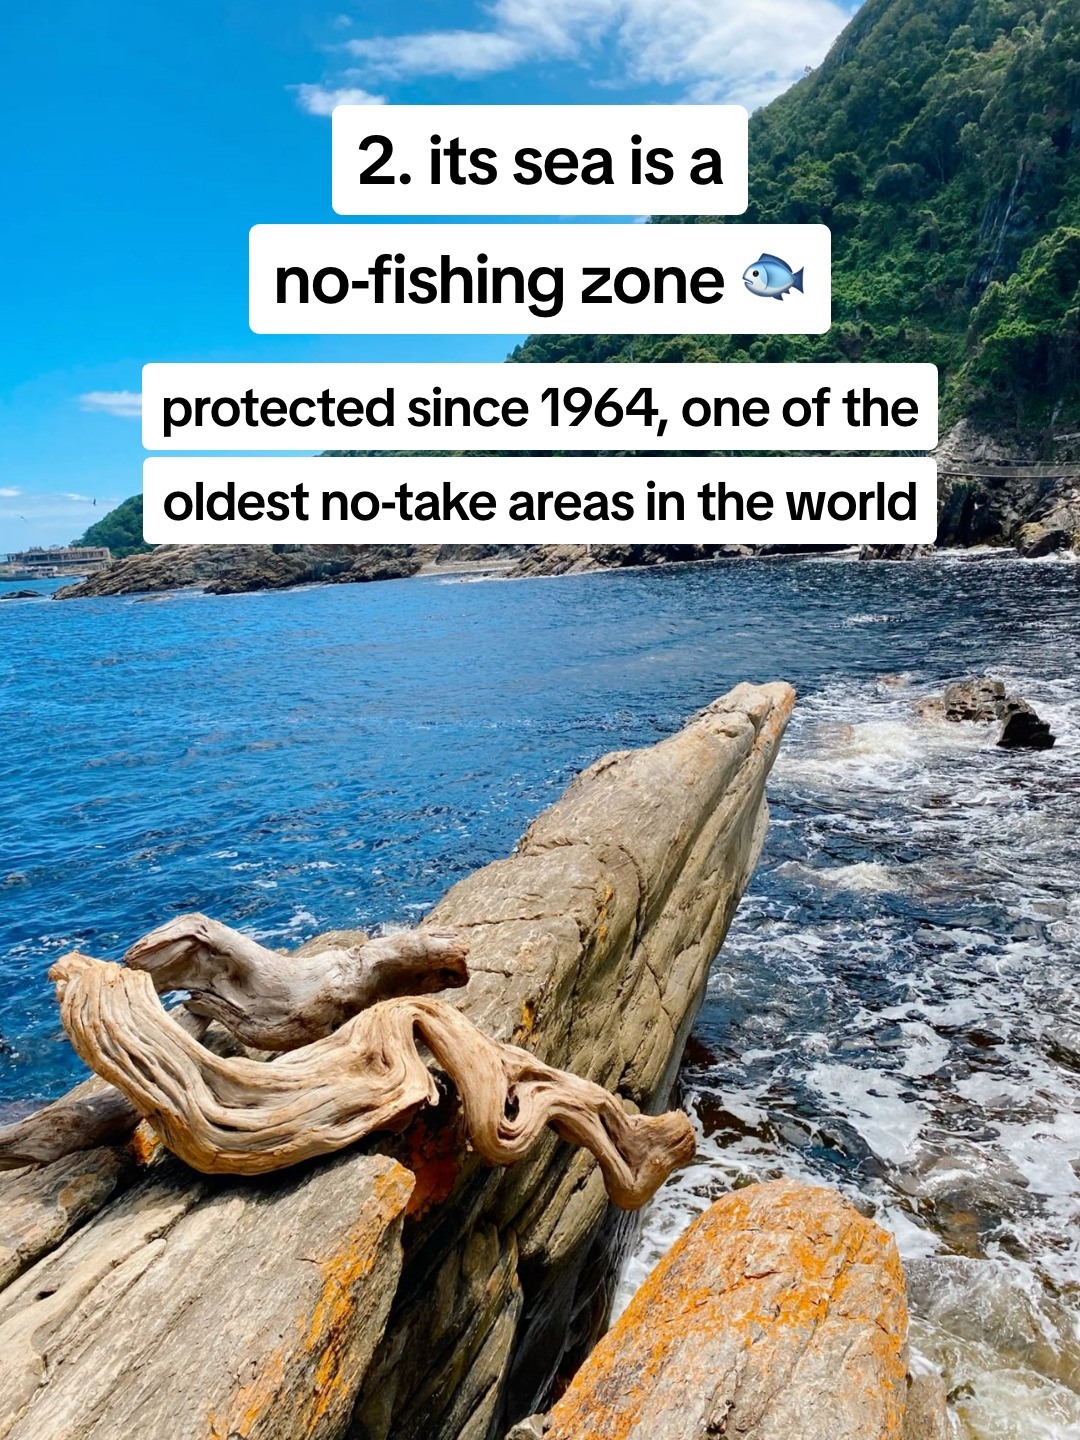 2. its sea is a
no-fishing zone 🐟
protected since 1964, one of the
oldest no-take areas in the world